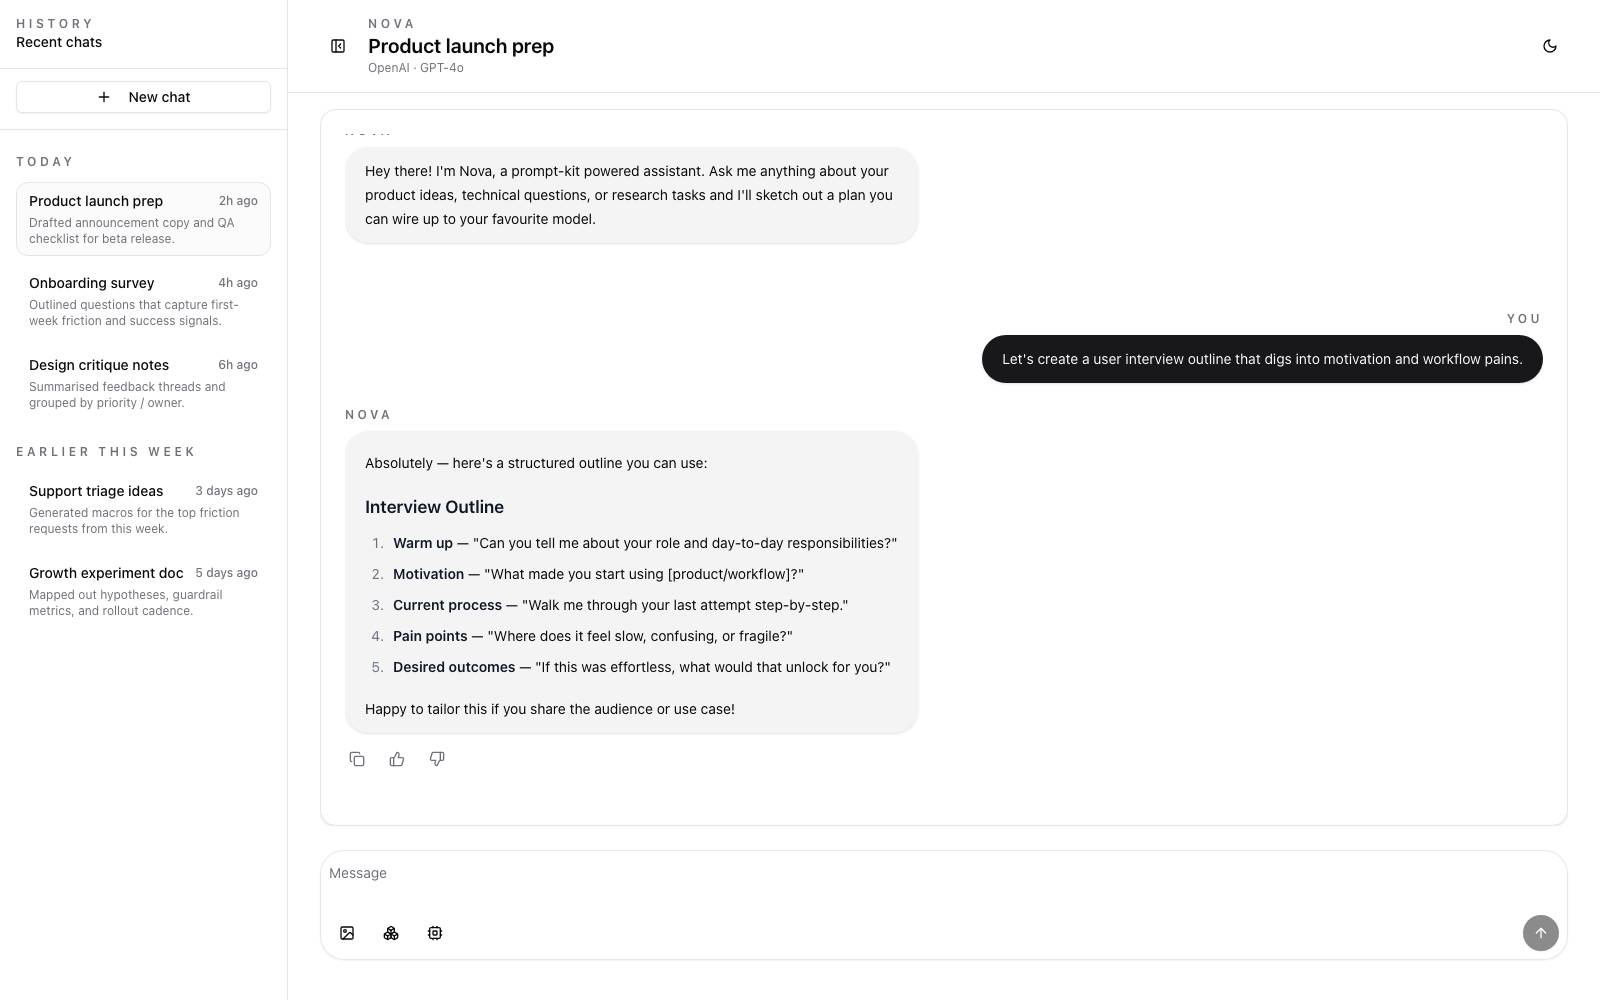 HISTORY
Recent chats
New chat
TODAY
Product launch prep 2h ago
Drafted announcement copy and QA
checklist for beta release.
Onboarding survey 4h ago
Outlined questions that capture first-
week friction and success signals.
Design critique notes 6h ago
Summarised feedback threads and
grouped by priority / owner.
EARLIER THIS WEEK
Support triage ideas 3 days ago
Generated macros for the top friction
requests from this week.
Growth experiment doc 5 days ago
Mapped out hypotheses, guardrail
metrics, and rollout cadence.
NOVA
Product launch prep
OpenAI · GPT-4o
Hey there! I'm Nova, a prompt-kit powered assistant. Ask me anything about your
product ideas, technical questions, or research tasks and I'll sketch out a plan you
can wire up to your favourite model.
YOU
Let's create a user interview outline that digs into motivation and workflow pains.
NOVA
Absolutely — here's a structured outline you can use:
Interview Outline
1. Warm up — "Can you tell me about your role and day-to-day responsibilities?"
2. Motivation — "What made you start using [product/workflow]?"
3. Current process — "Walk me through your last attempt step-by-step."
4. Pain points — "Where does it feel slow, confusing, or fragile?"
5. Desired outcomes — "If this was effortless, what would that unlock for you?"
Happy to tailor this if you share the audience or use case!
Message